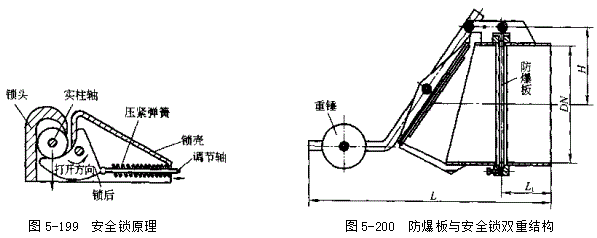 锁头
实柱轴
压紧弹簧
锁壳
调节轴
打开方向
锁后
图 5-199 安全锁原理
重锤
防爆板
H
DN
L
L₁
图 5-200 防爆板与安全锁双重结构